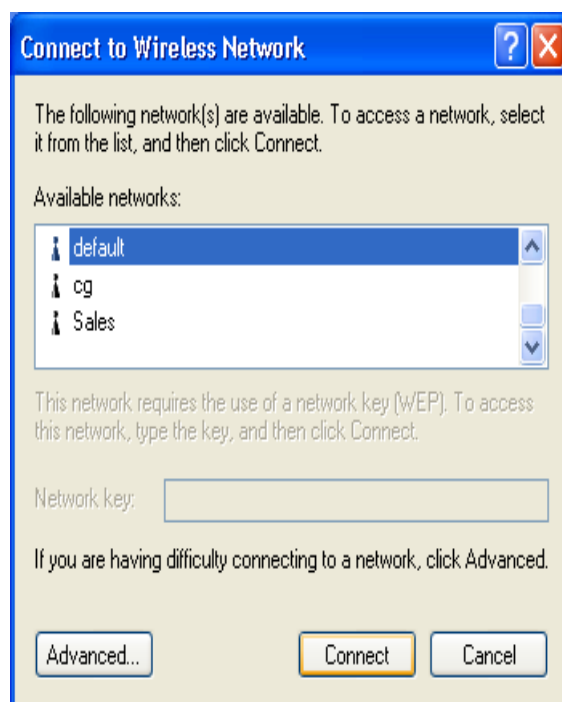 Connect to Wireless Network
The following network(s) are available. To access a network, select
it from the list, and then click Connect.
Available networks:
default
cg
Sales
This network requires the use of a network key (WEP). To access
this network, type the key, and then click Connect.
Network key:
If you are having difficulty connecting to a network, click Advanced.
Advanced...
Connect
Cancel